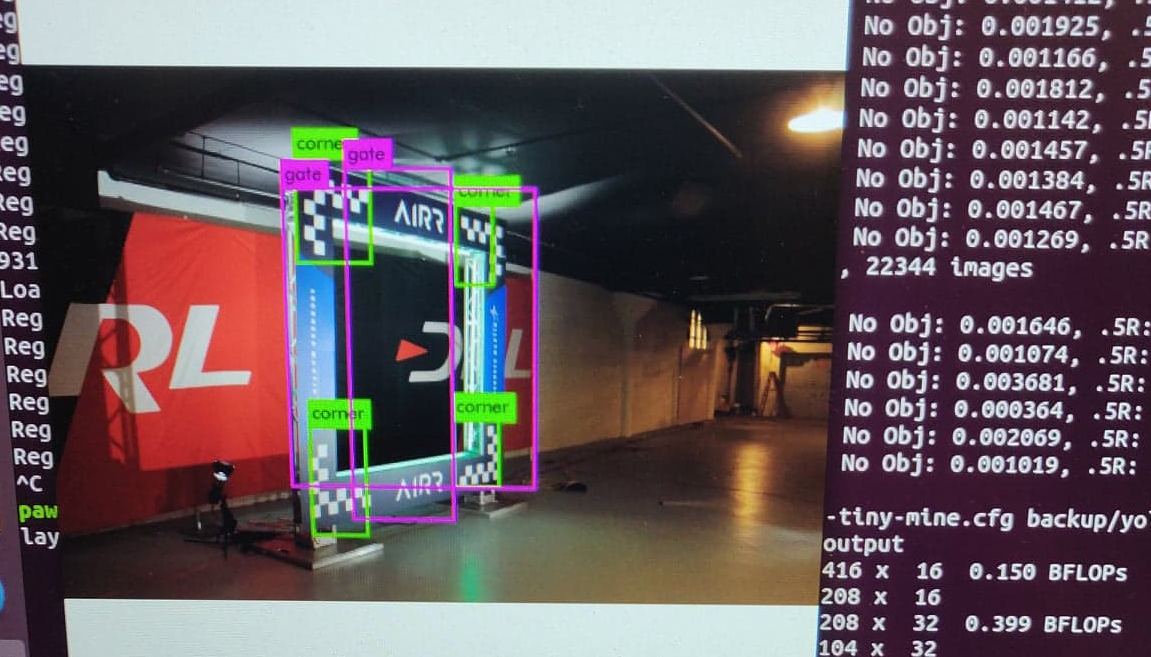 eg
Reg
Reg
Reg
931
Loa
Reg
Reg
Reg
Reg
Reg
Reg
^C
paw
lay
corne
gate
gate
corner
AIRR
RL
D
L
corner
corner
AIRR
No Obj: 0.001925, .5
No Obj: 0.001166, .5
No Obj: 0.001812, .5
No Obj: 0.001142, .5
No Obj: 0.001457, .5R
No Obj: 0.001384, .5R
No Obj: 0.001467, .5R
No Obj: 0.001269, .5R
, 22344 images
No Obj: 0.001646, .5R:
No Obj: 0.001074, .5R:
No Obj: 0.003681, .5R:
No Obj: 0.000364, .5R:
No Obj: 0.002069, .5R:
No Obj: 0.001019, .5R:
-tiny-mine.cfg backup/yo
output
416 x 16 0.150 BFLOPs
208 x 16
208 x 32 0.399 BFLOPs
104 x 32